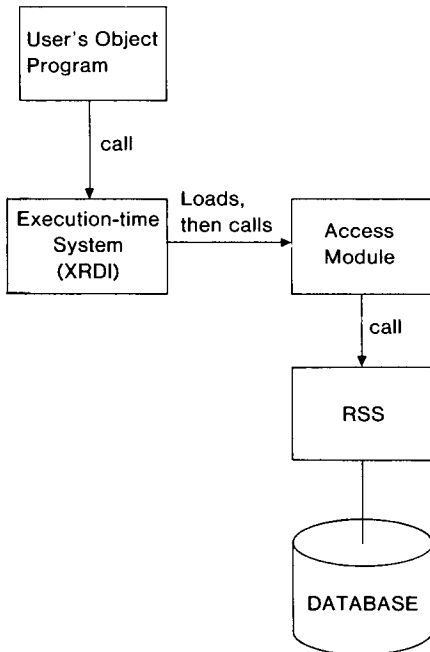 User's Object
Program
call
Execution-time
System
(XRDI)
Loads,
then calls
Access
Module
call
RSS
DATABASE